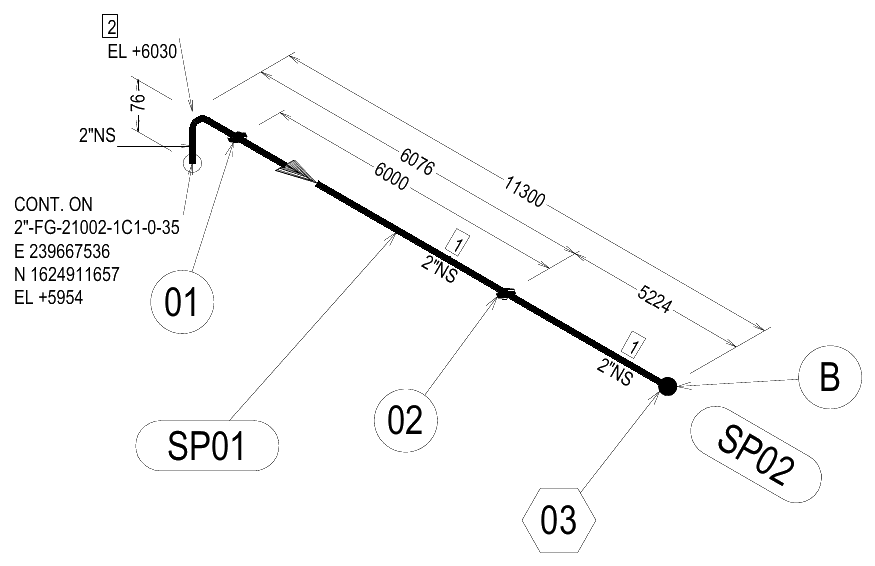 2
EL +6030
76
2"NS
CONT. ON
2"-FG-21002-1C1-0-35
E 239667536
N 1624911657
EL +5954
01
SP01
6076
6000
11300
1
2"NS
5224
02
1
2"NS
B
SP02
03